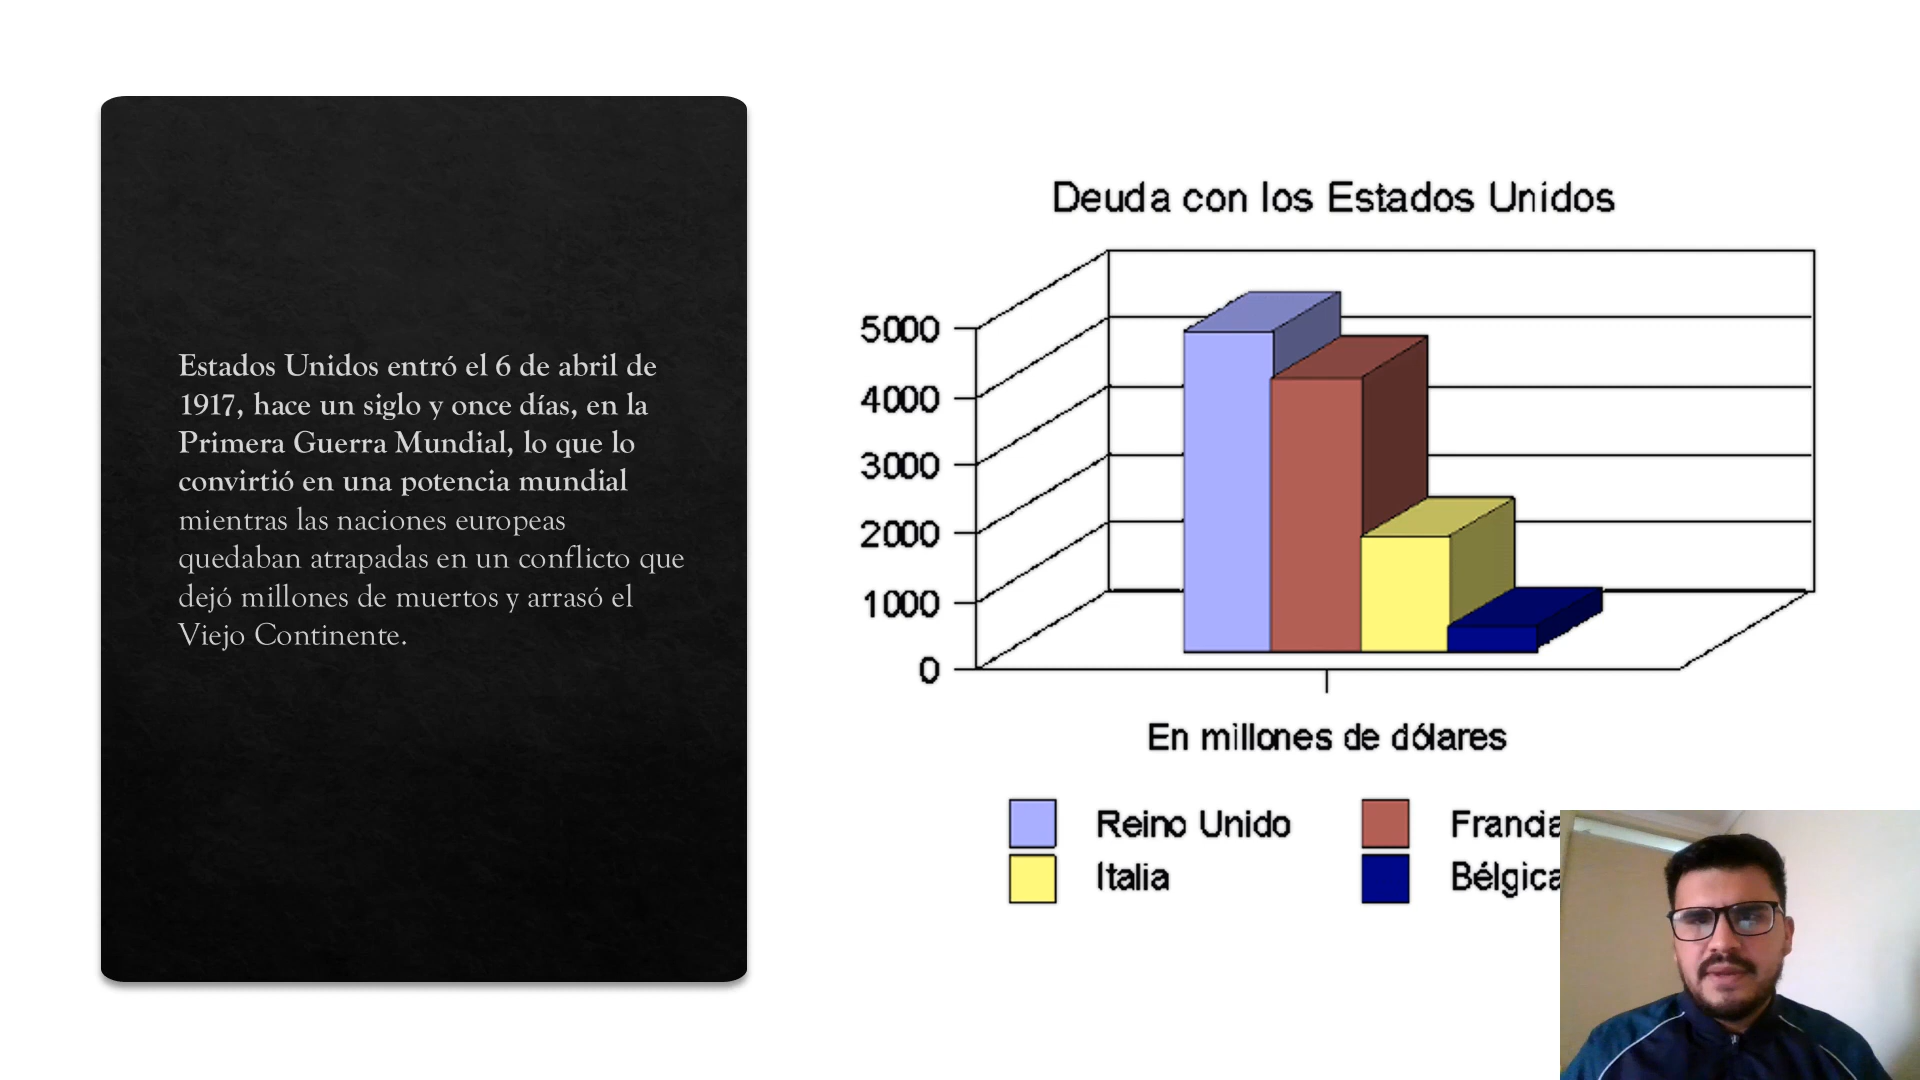 Estados Unidos entró el 6 de abril de
1917, hace un siglo y once días, en la
Primera Guerra Mundial, lo que lo
convirtió en una potencia mundial
mientras las naciones europeas
quedaban atrapadas en un conflicto que
dejó millones de muertos y arrasó el
Viejo Continente.
Deuda con los Estados Unidos
5000
4000
3000
2000
1000
0
En millones de dólares
Reino Unido
Francia
Italia
Bélgica